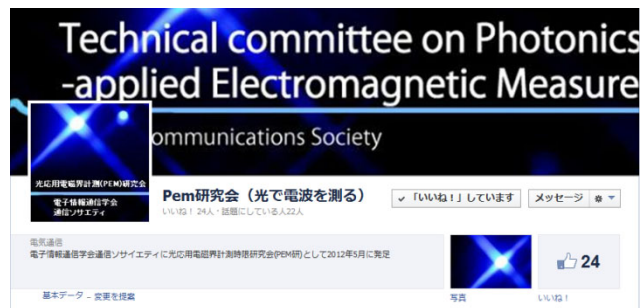 Technical committee on Photonics
-applied Electromagnetic Measure
ommunications Society
光応用電磁界計測(PEM)研究会
電子情報通信学会
通信ソサエティ
Pem研究会（光で電波を測る）
いいね！ 24人・話題にしている人22人
✓ 「いいね！」しています
メッセージ
電気通信
電子情報通信学会通信ソサイエティに光応用電磁界計測時限研究会(PEM研)として2012年5月に発足
24
基本データ - 変更を提案
写真
いいね！